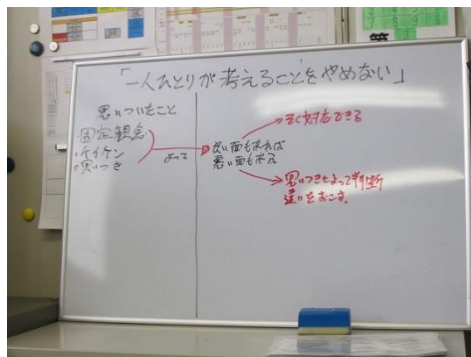 「一人ひとりが考えることをやめない」
思いついたこと
固定観念
・ケイケン
・思いつき
よって
良い面もあれば
悪い面もある
すぐ対応できる
思いつきによって判断
違いをおこす。